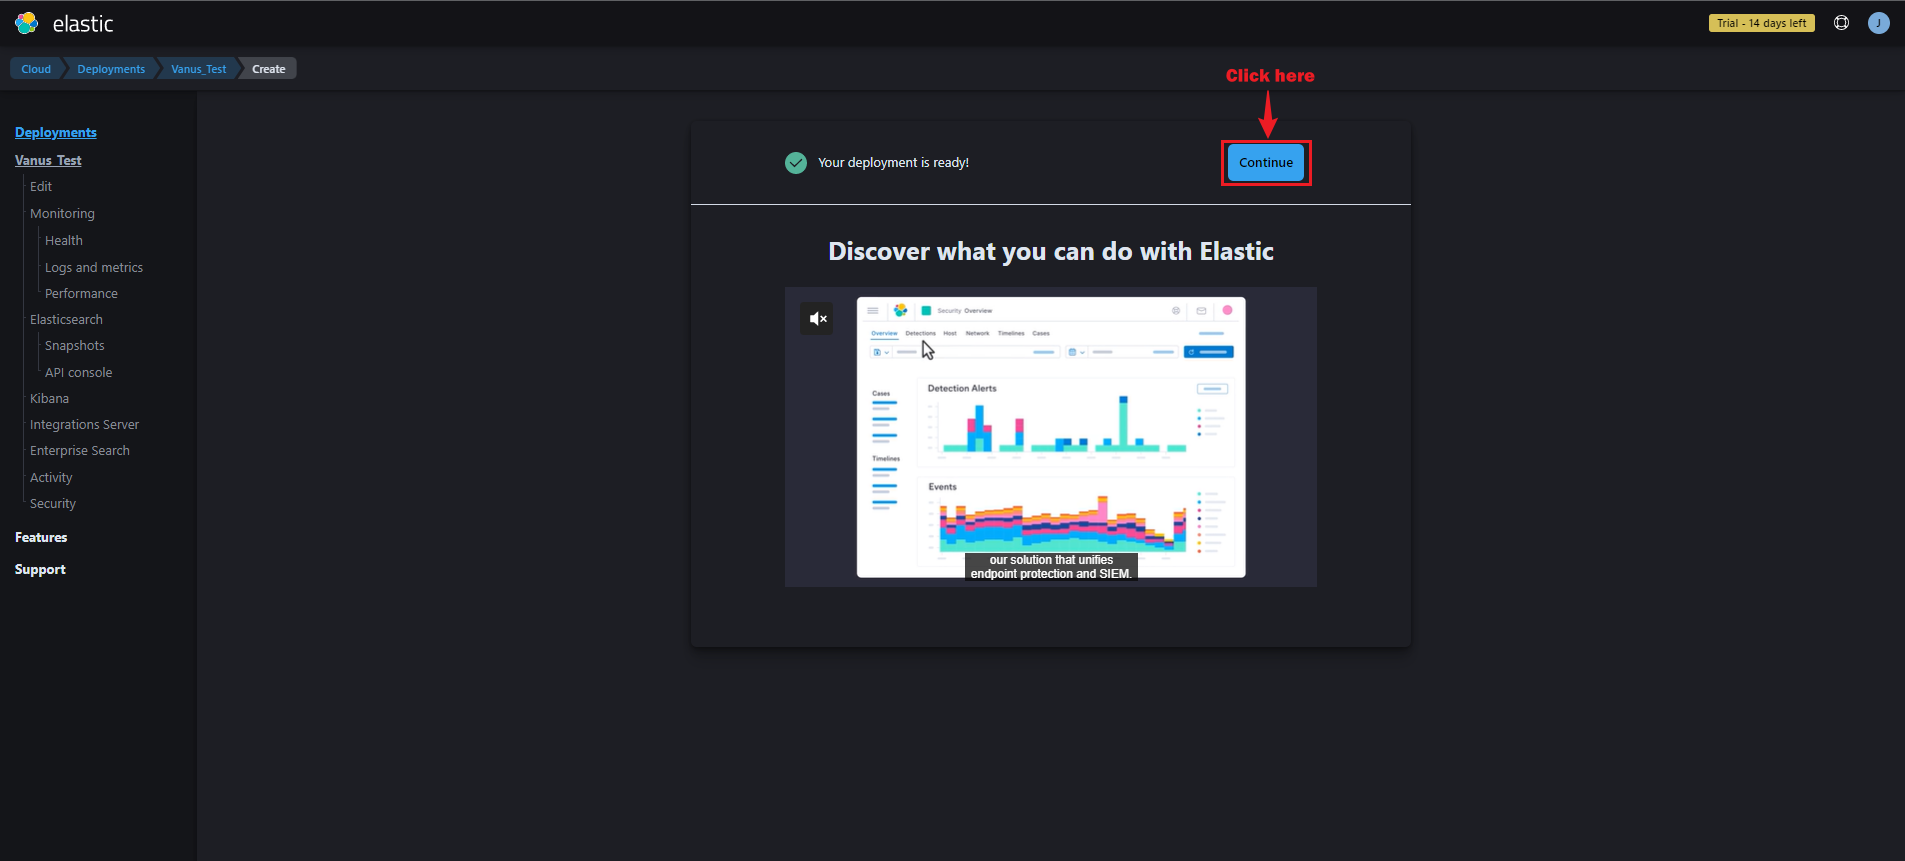 elastic
Trial - 14 days left
J
Cloud
Deployments
Vanus_Test
Create
Click here
Deployments
Vanus_Test
Edit
Monitoring
Health
Logs and metrics
Performance
Elasticsearch
Snapshots
API console
Kibana
Integrations Server
Enterprise Search
Activity
Security
Features
Support
Your deployment is ready!
Continue
Discover what you can do with Elastic
Security Overview
Overview Detections Host Network Timelines Cases
Cases
Detection Alerts
Timelines
Events
our solution that unifies
endpoint protection and SIEM.